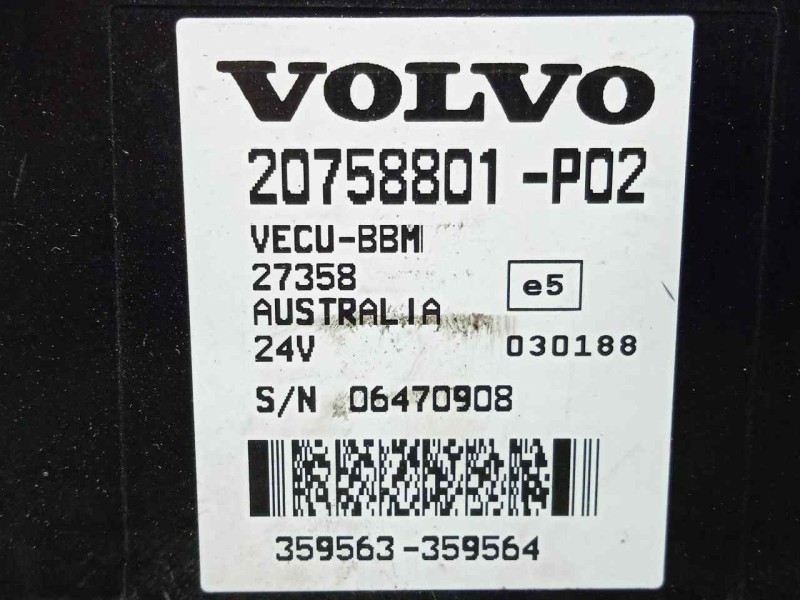 VOLVO
20758801-P02
VECU-BBM
27358
e5
AUSTRALIA
24V 030188
S/N 06470908
359563-359564